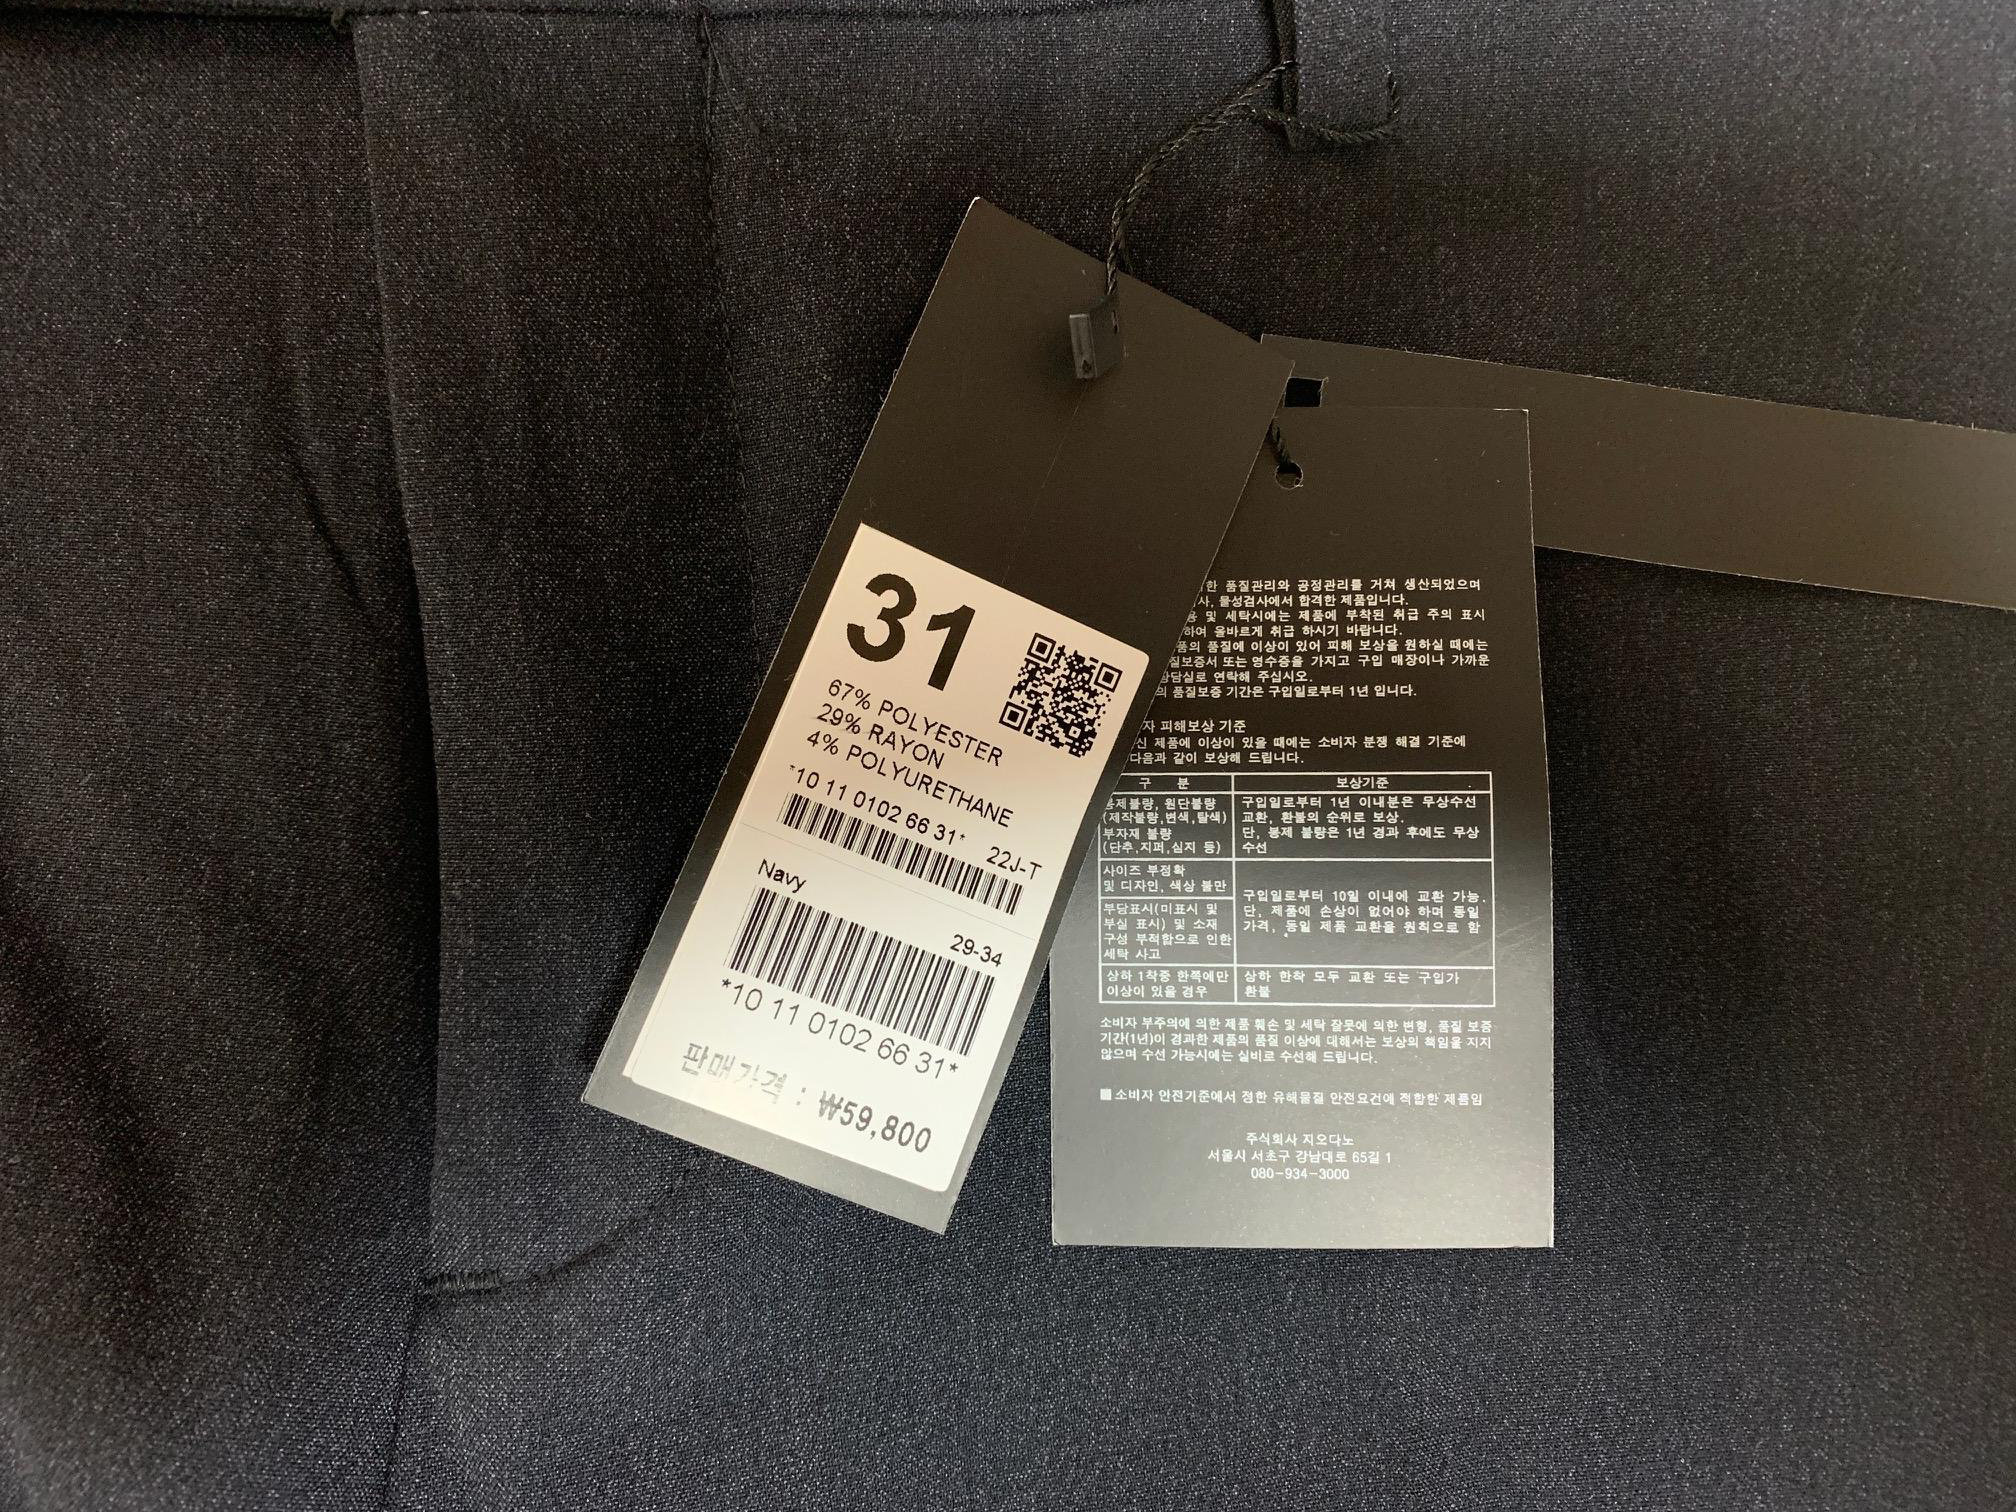 31
67% POLYESTER
29% RAYON
4% POLYURETHANE
*10 11 0102 66 31*
22J-T
Navy
29-34
*10 11 0102 66 31*
판매가격 : ₩59,800
한 품질관리와 공정관리를 거쳐 생산되었으며
사, 물성검사에서 합격한 제품입니다.
용 및 세탁시에는 제품에 부착된 취급 주의 표시
하여 올바르게 취급 하시기 바랍니다.
품의 품질에 이상이 있어 피해 보상을 원하실 때에는
질보증서 또는 영수증을 가지고 구입 매장이나 가까운
상담실로 연락해 주십시오.
의 품질보증 기간은 구입일로부터 1년 입니다.
자 피해보상 기준
신 제품에 이상이 있을 때에는 소비자 분쟁 해결 기준에
다음과 같이 보상해 드립니다.
구 분 보상기준
봉제불량, 원단불량
(제작불량,변색,탈색)
부자재 불량
(단추,지퍼,심지 등)
구입일로부터 1년 이내분은 무상수선
교환, 환불의 순위로 보상.
단, 봉제 불량은 1년 경과 후에도 무상
수선
사이즈 부정확
및 디자인, 색상 불만
부당표시(미표시 및
부실 표시) 및 소재
구성 부적합으로 인한
세탁 사고
구입일로부터 10일 이내에 교환 가능.
단, 제품에 손상이 없어야 하며 동일
가격, 동일 제품 교환을 원칙으로 함
상하 1착중 한쪽에만
이상이 있을 경우
상하 한착 모두 교환 또는 구입가
환불
소비자 부주의에 의한 제품 훼손 및 세탁 잘못에 의한 변형, 품질 보증
기간(1년)이 경과한 제품의 품질 이상에 대해서는 보상의 책임을 지지
않으며 수선 가능시에는 실비로 수선해 드립니다.
■ 소비자 안전기준에서 정한 유해물질 안전요건에 적합한 제품임
주식회사 지오다노
서울시 서초구 강남대로 65길 1
080-934-3000